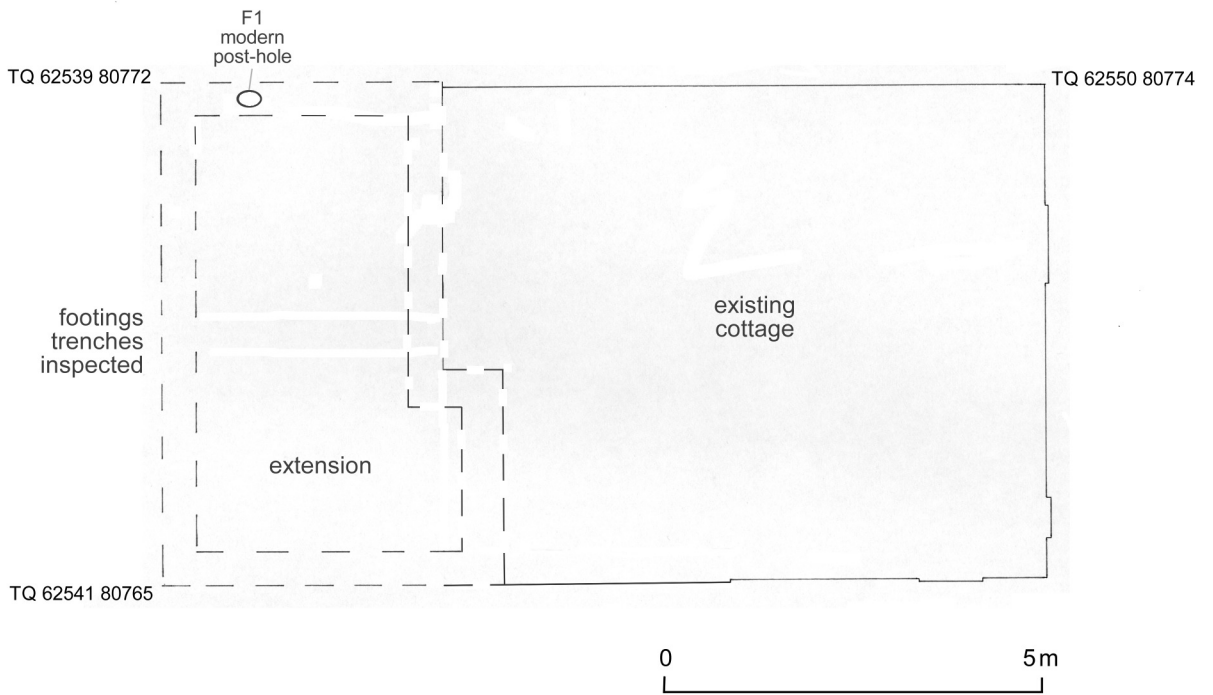 F1
modern
post-hole
TQ 62539 80772
TQ 62550 80774
footings
trenches
inspected
existing
cottage
extension
TQ 62541 80765
0 5m